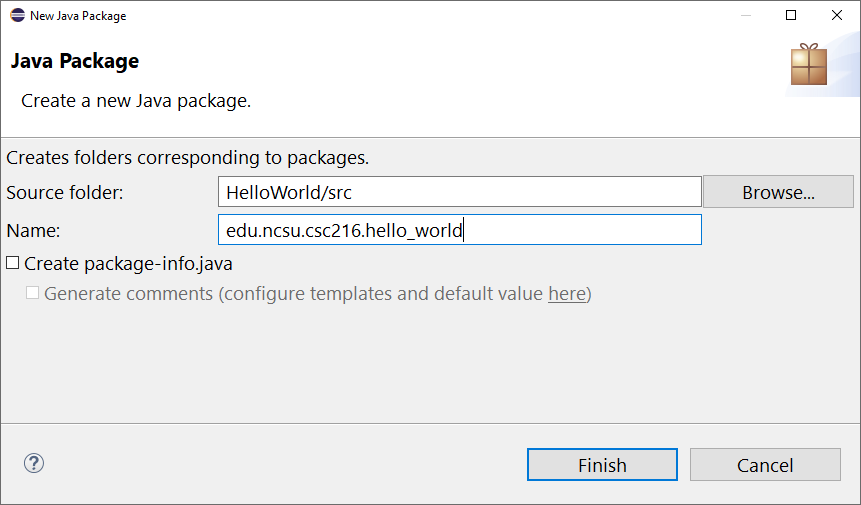 New Java Package
Java Package
Create a new Java package.
Creates folders corresponding to packages.
Source folder: HelloWorld/src Browse...
Name: edu.ncsu.csc216.hello_world
Create package-info.java
Generate comments (configure templates and default value here)
? Finish Cancel